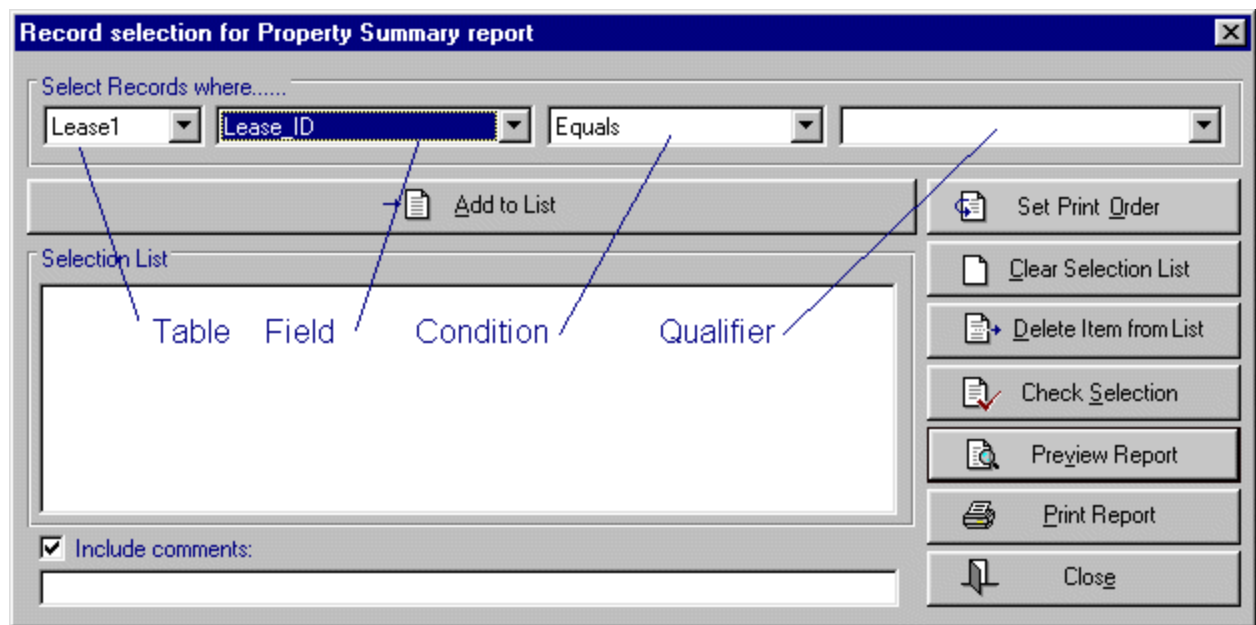 Record selection for Property Summary report
Select Records where......
Lease1 Lease_ID Equals
Add to List
Set Print Order
Selection List
Clear Selection List
Table Field Condition Qualifier
Delete Item from List
Check Selection
Preview Report
Print Report
Include comments:
Close